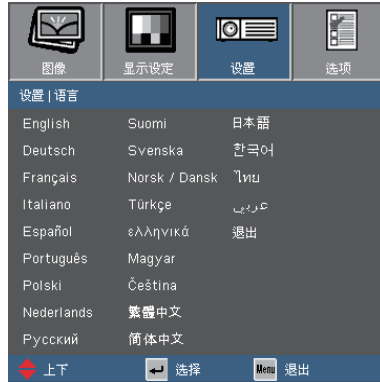 图像 显示设定 设置 选项
设置 | 语言
English Suomi 日本語
Deutsch Svenska 한국어
Français Norsk / Dansk ไทย
Italiano Türkçe عربي
Español ελληνικά 退出
Português Magyar
Polski Čeština
Nederlands 繁體中文
Русский 简体中文
上下 选择 Menu 退出